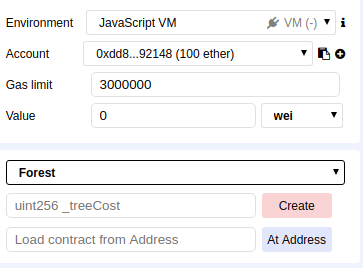 Environment JavaScript VM VM (-) i
Account 0xdd8...92148 (100 ether)
Gas limit 3000000
Value 0 wei
Forest
uint256 _treeCost Create
Load contract from Address At Address